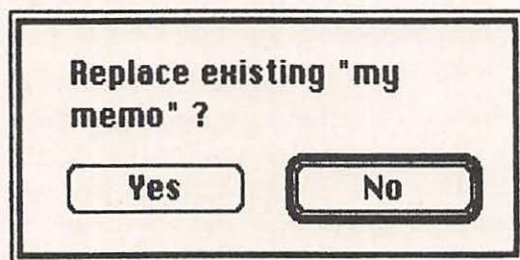 Replace existing "my
memo" ?
Yes No